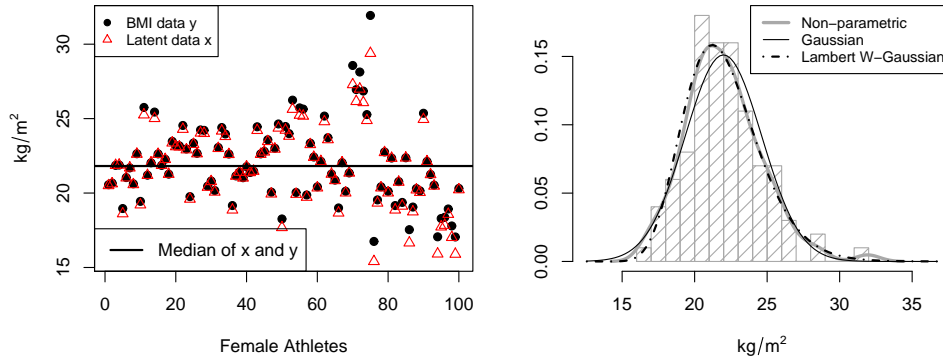 BMI data y
Latent data x
Median of x and y
kg/m²
15
20
25
30
0
20
40
60
80
100
Female Athletes
Non-parametric
Gaussian
Lambert W-Gaussian
0.00
0.05
0.10
0.15
15
20
25
30
35
kg/m²